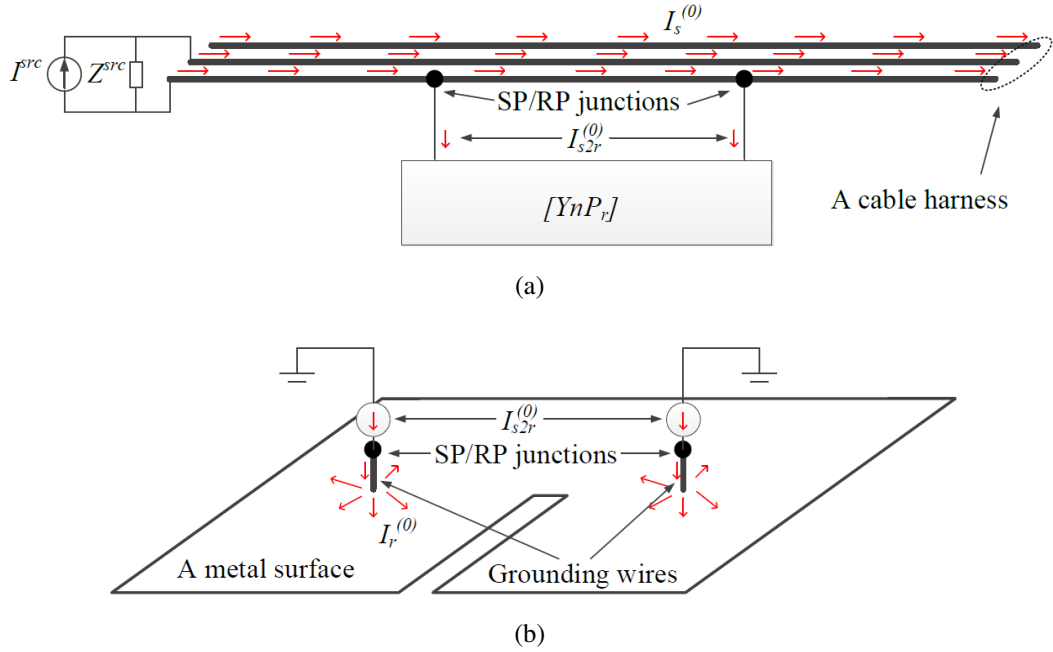 I_s^(0)
I^src
Z^src
SP/RP junctions
I_s2r^(0)
[YnP_r]
A cable harness
(a)
I_s2r^(0)
SP/RP junctions
I_r^(0)
A metal surface
Grounding wires
(b)